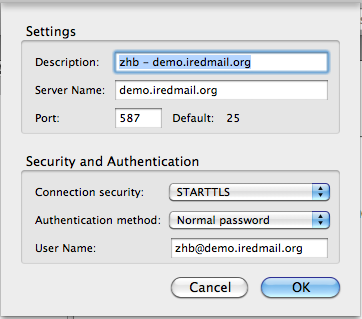 Settings
Description: zhb - demo.iredmail.org
Server Name: demo.iredmail.org
Port: 587 Default: 25
Security and Authentication
Connection security: STARTTLS
Authentication method: Normal password
User Name: zhb@demo.iredmail.org
Cancel OK